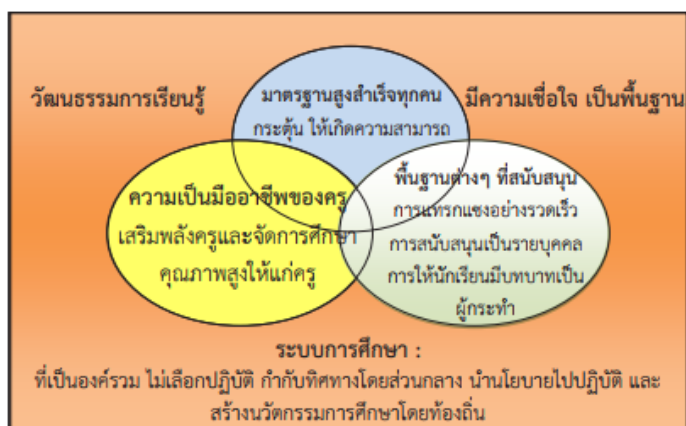 วัฒนธรรมการเรียนรู้
มาตรฐานสูงสำเร็จทุกคน
กระตุ้น ให้เกิดความสามารถ
มีความเชื่อใจ เป็นพื้นฐาน
ความเป็นมืออาชีพของครู
เสริมพลังครูและจัดการศึกษา
คุณภาพสูงให้แก่ครู
พื้นฐานต่างๆ ที่สนับสนุน
การแทรกแซงอย่างรวดเร็ว
การสนับสนุนเป็นรายบุคคล
การให้นักเรียนมีบทบาทเป็น
ผู้กระทำ
ระบบการศึกษา :
ที่เป็นองค์รวม ไม่เลือกปฏิบัติ กำกับทิศทางโดยส่วนกลาง นำนโยบายไปปฏิบัติ และ
สร้างนวัตกรรมการศึกษาโดยท้องถิ่น